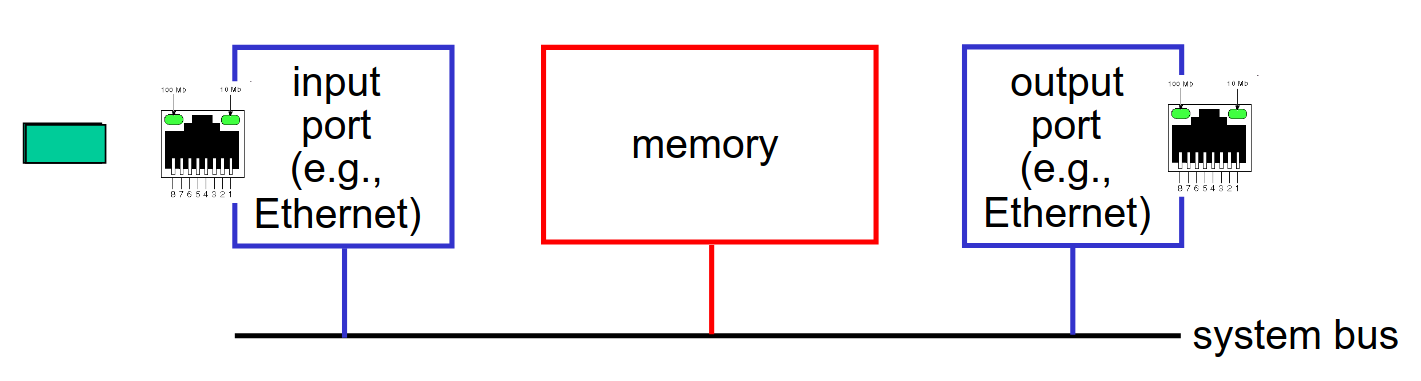 input
port
(e.g.,
Ethernet)
memory
output
port
(e.g.,
Ethernet)
system bus
100 Mb
10 Mb
8 7 6 5 4 3 2 1
100 Mb
10 Mb
8 7 6 5 4 3 2 1